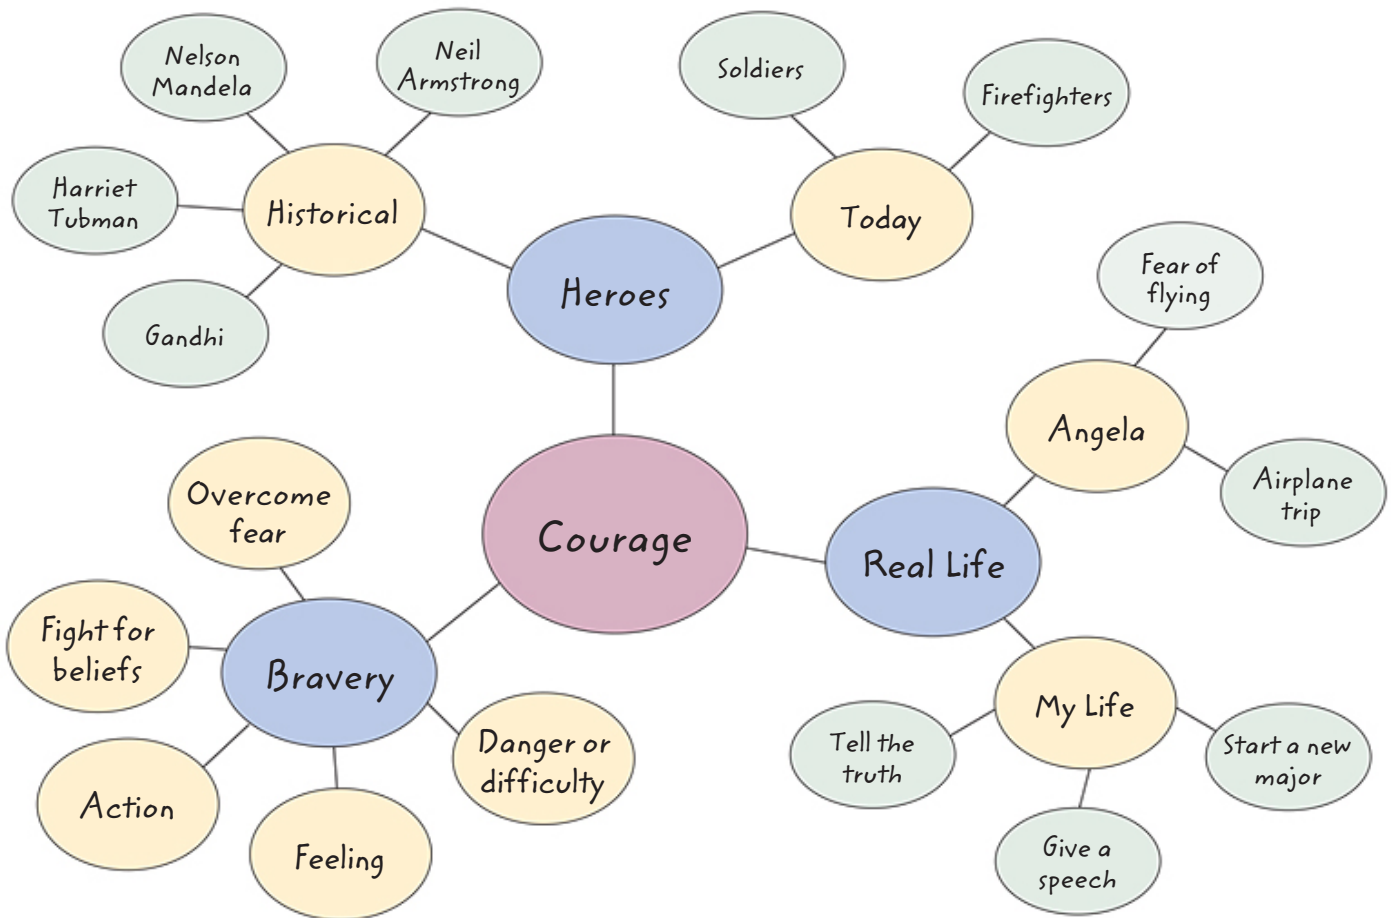 Nelson
Mandela
Neil
Armstrong
Soldiers
Firefighters
Harriet
Tubman
Historical
Today
Gandhi
Heroes
Fear of
flying
Angela
Airplane
trip
Courage
Real Life
Overcome
fear
Fight for
beliefs
Bravery
Action
Feeling
Danger or
difficulty
My Life
Tell the
truth
Give a
speech
Start a new
major